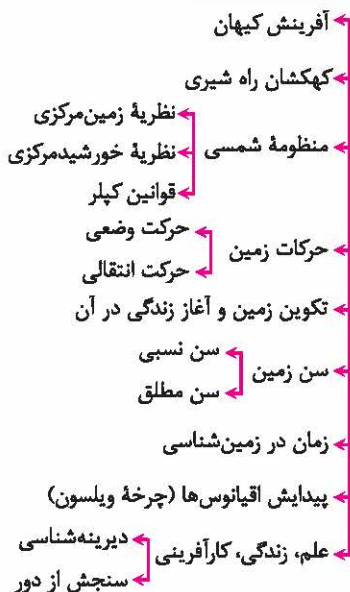 آفرینش کیهان
کهکشان راه شیری
منظومهٔ شمسی
نظریهٔ زمین‌مرکزی
نظریهٔ خورشیدمرکزی
قوانین کپلر
حرکات زمین
حرکت وضعی
حرکت انتقالی
تکوین زمین و آغاز زندگی در آن
سن زمین
سن نسبی
سن مطلق
زمان در زمین‌شناسی
پیدایش اقیانوس‌ها (چرخهٔ ویلسون)
علم، زندگی، کارآفرینی
دیرینه‌شناسی
سنجش از دور